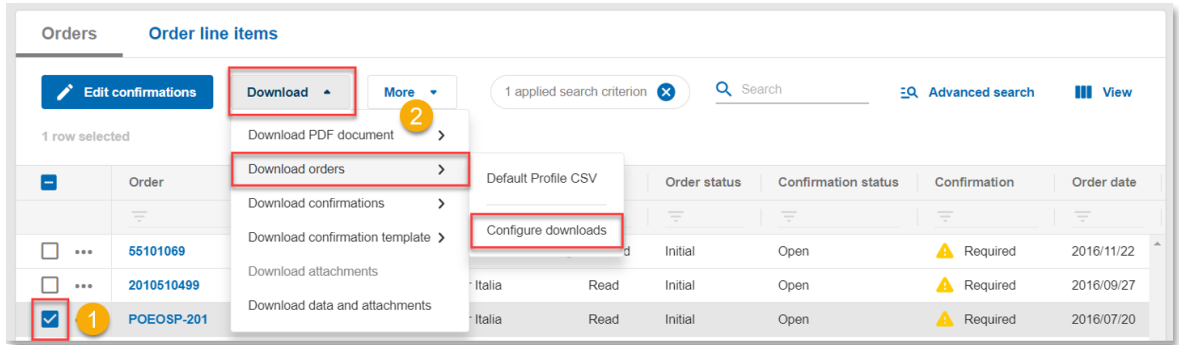 Orders Order line items
Edit confirmations Download More 1 applied search criterion Search Advanced search View
2
1 row selected
Download PDF document
Download orders
Download confirmations
Download confirmation template
Download attachments
Download data and attachments
Default Profile CSV
Configure downloads
Order Order status Confirmation status Confirmation Order date
55101069 d Initial Open Required 2016/11/22
2010510499 r Italia Read Initial Open Required 2016/09/27
1 POEOSP-201 r Italia Read Initial Open Required 2016/07/20